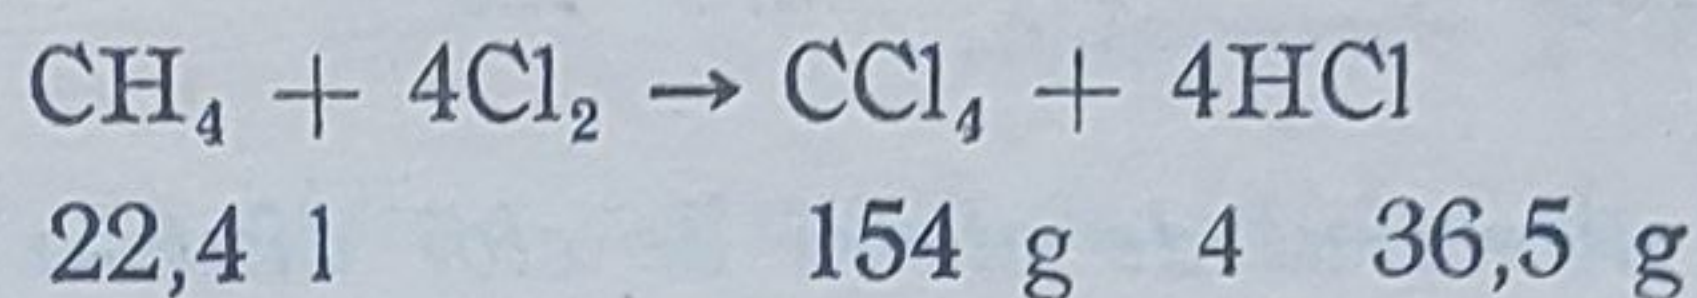 CH₄ + 4Cl₂ → CCl₄ + 4HCl
22,4 l 154 g 4 36,5 g